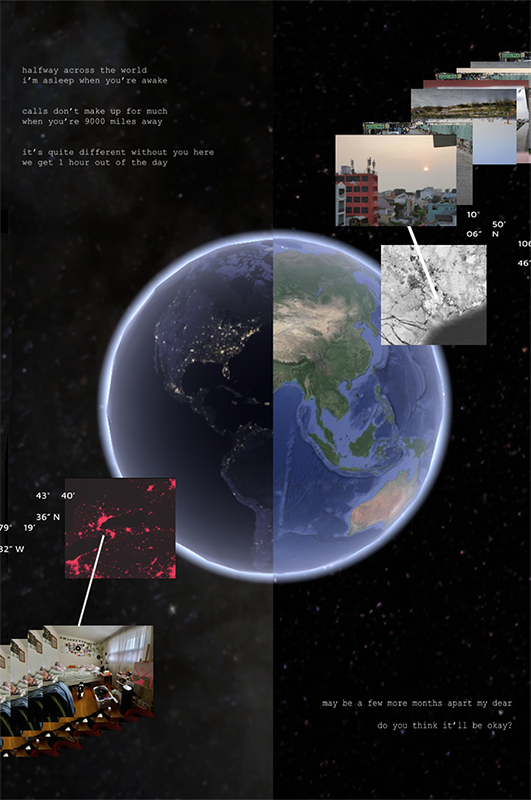 halfway across the world
i'm asleep when you're awake
calls don't make up for much
when you're 9000 miles away
it's quite different without you here
we get 1 hour out of the day
10°
50'
06" N
106
46"
43° 40'
36" N
79° 19'
32" W
may be a few more months apart my dear
do you think it'll be okay?